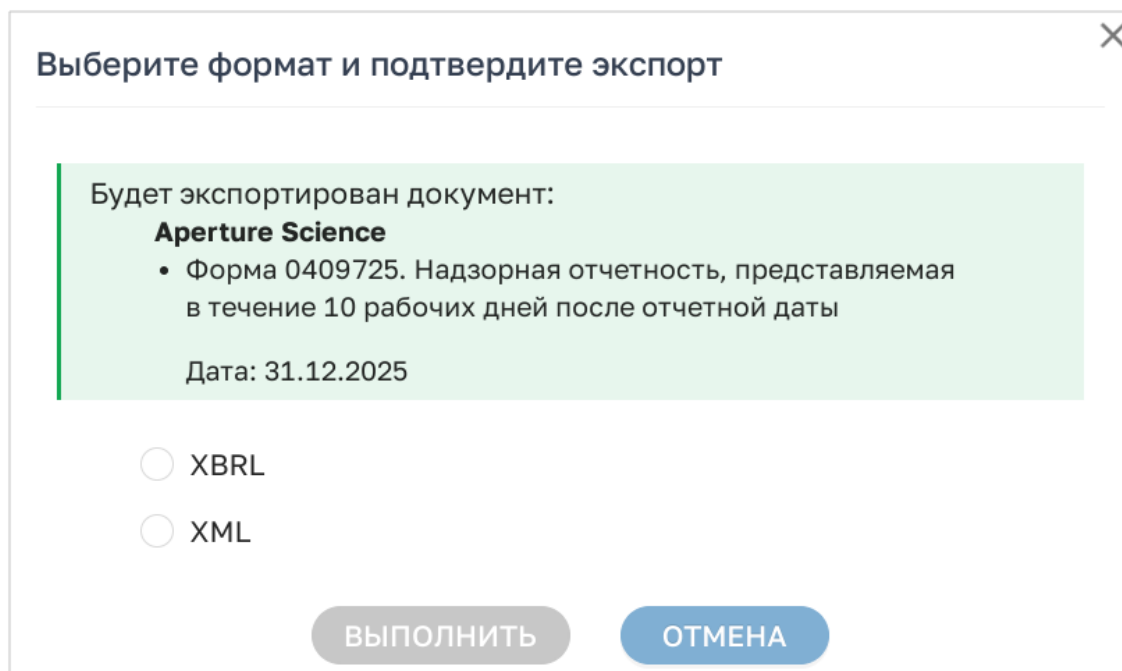 Выберите формат и подтвердите экспорт
Будет экспортирован документ:
Aperture Science
• Форма 0409725. Надзорная отчетность, представляемая
в течение 10 рабочих дней после отчетной даты
Дата: 31.12.2025
XBRL
XML
ВЫПОЛНИТЬ ОТМЕНА